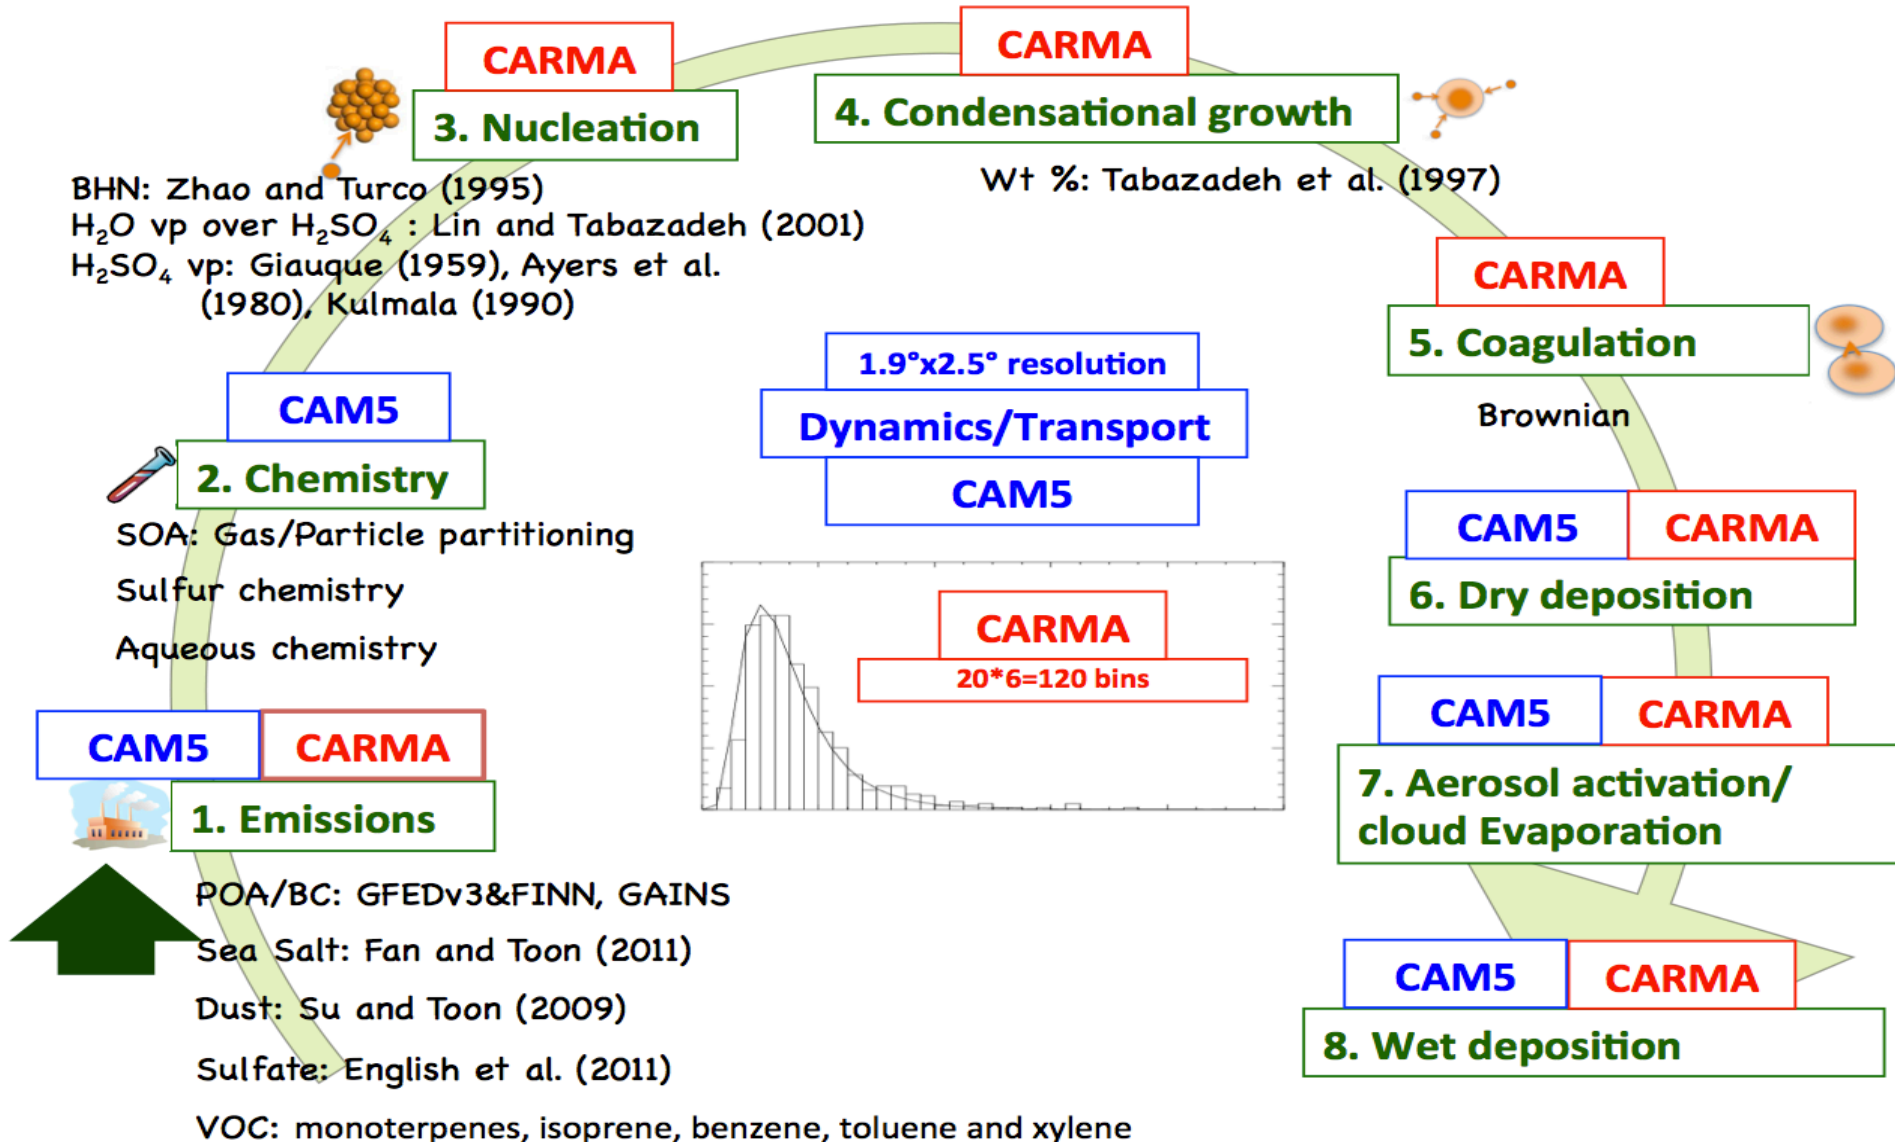 CARMA
3. Nucleation
BHN: Zhao and Turco (1995)
H₂O vp over H₂SO₄ : Lin and Tabazadeh (2001)
H₂SO₄ vp: Giauque (1959), Ayers et al.
(1980), Kulmala (1990)
CARMA
4. Condensational growth
Wt %: Tabazadeh et al. (1997)
CARMA
5. Coagulation
Brownian
CAM5
2. Chemistry
SOA: Gas/Particle partitioning
Sulfur chemistry
Aqueous chemistry
1.9°x2.5° resolution
Dynamics/Transport
CAM5
CARMA
20*6=120 bins
CAM5 CARMA
6. Dry deposition
CAM5 CARMA
7. Aerosol activation/
cloud Evaporation
CAM5 CARMA
8. Wet deposition
CAM5 CARMA
1. Emissions
POA/BC: GFEDv3&FINN, GAINS
Sea Salt: Fan and Toon (2011)
Dust: Su and Toon (2009)
Sulfate: English et al. (2011)
VOC: monoterpenes, isoprene, benzene, toluene and xylene